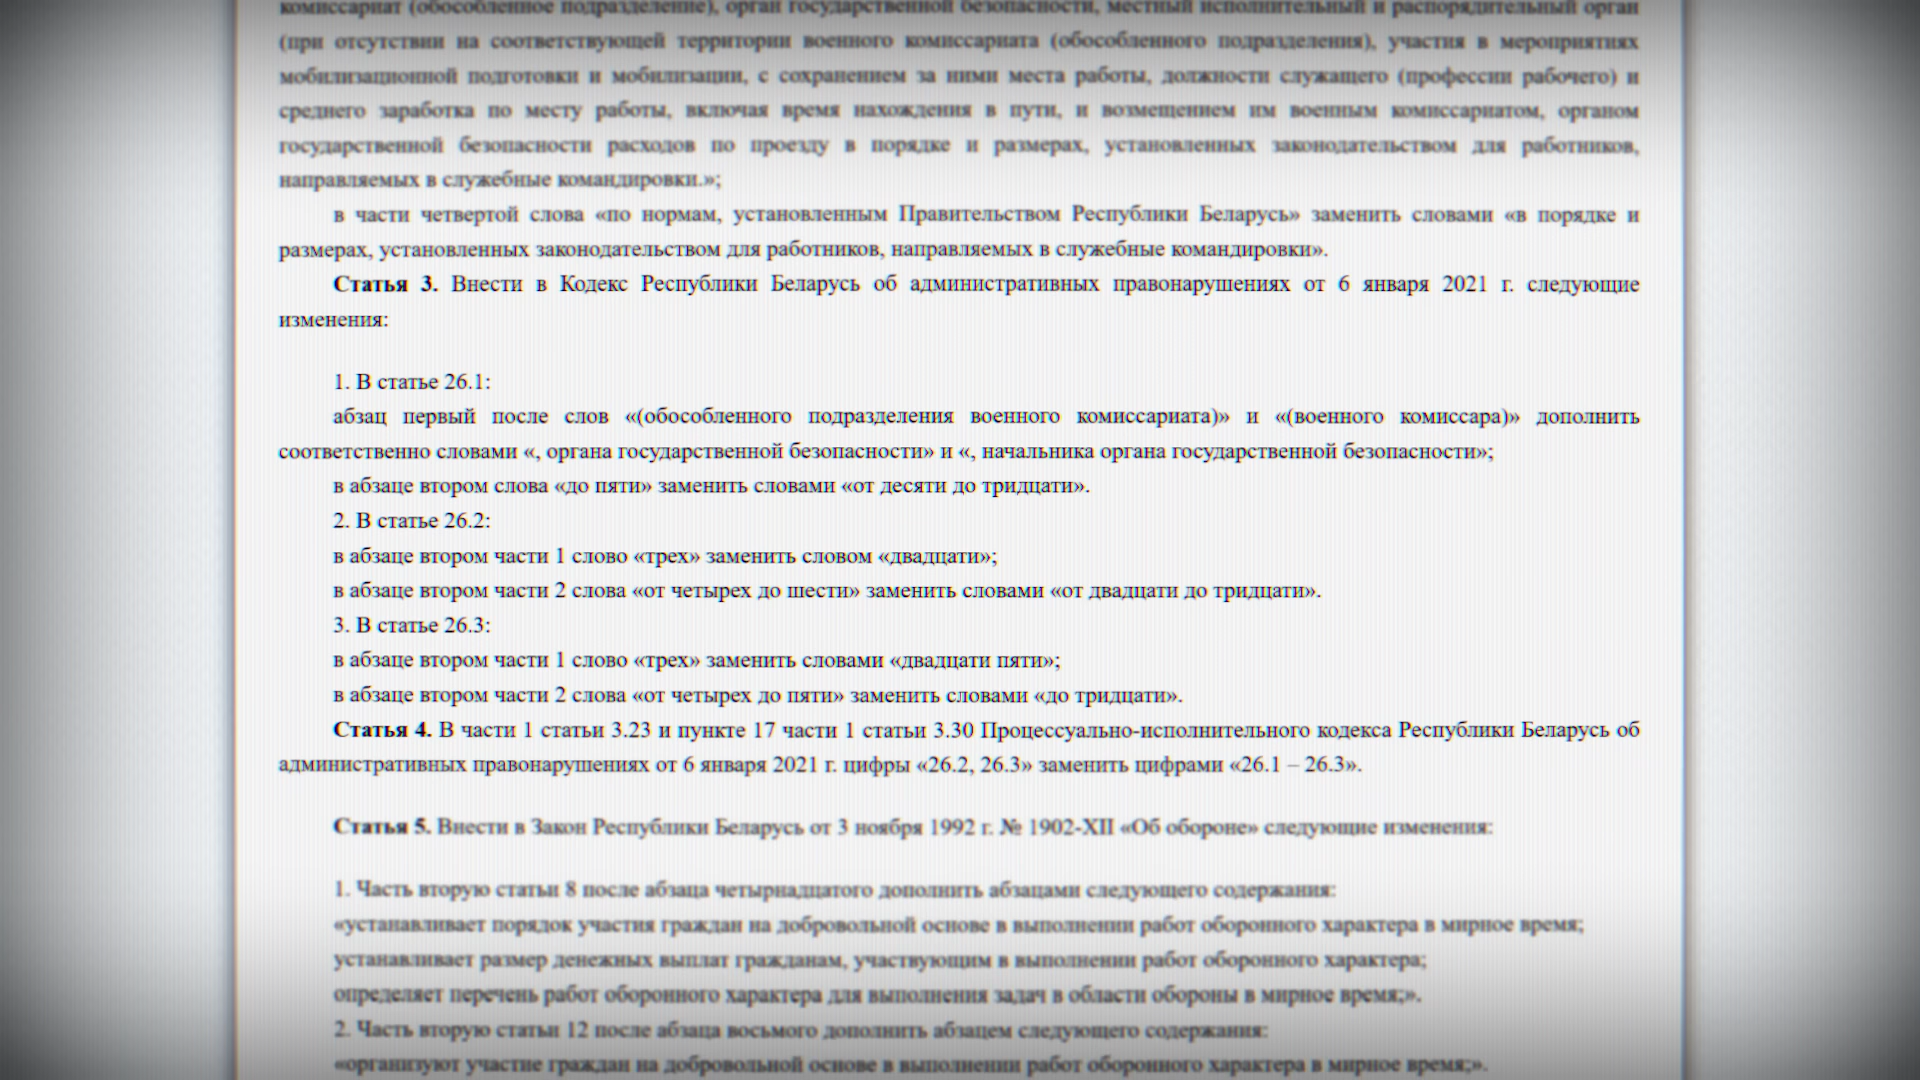 комиссариат (обособленное подразделение), орган государственной безопасности, местный исполнительный и распорядительный орган
(при отсутствии на соответствующей территории военного комиссариата (обособленного подразделения), участия в мероприятиях
мобилизационной подготовки и мобилизации, с сохранением за ними места работы, должности служащего (профессии рабочего) и
среднего заработка по месту работы, включая время нахождения в пути, и возмещением им военным комиссариатом, органом
государственной безопасности расходов по проезду в порядке и размерах, установленных законодательством для работников,
направляемых в служебные командировки.»;
в части четвертой слова «по нормам, установленным Правительством Республики Беларусь» заменить словами «в порядке и
размерах, установленных законодательством для работников, направляемых в служебные командировки».
Статья 3. Внести в Кодекс Республики Беларусь об административных правонарушениях от 6 января 2021 г. следующие
изменения:
1. В статье 26.1:
абзац первый после слов «(обособленного подразделения военного комиссариата)» и «(военного комиссара)» дополнить
соответственно словами «, органа государственной безопасности» и «, начальника органа государственной безопасности»;
в абзаце втором слова «до пяти» заменить словами «от десяти до тридцати».
2. В статье 26.2:
в абзаце втором части 1 слово «трех» заменить словом «двадцати»;
в абзаце втором части 2 слова «от четырех до шести» заменить словами «от двадцати до тридцати».
3. В статье 26.3:
в абзаце втором части 1 слово «трех» заменить словами «двадцати пяти»;
в абзаце втором части 2 слова «от четырех до пяти» заменить словами «до тридцати».
Статья 4. В части 1 статьи 3.23 и пункте 17 части 1 статьи 3.30 Процессуально-исполнительного кодекса Республики Беларусь об
административных правонарушениях от 6 января 2021 г. цифры «26.2, 26.3» заменить цифрами «26.1 – 26.3».
Статья 5. Внести в Закон Республики Беларусь от 3 ноября 1992 г. № 1902-XII «Об обороне» следующие изменения:
1. Часть вторую статьи 8 после абзаца четырнадцатого дополнить абзацами следующего содержания:
«устанавливает порядок участия граждан на добровольной основе в выполнении работ оборонного характера в мирное время;
устанавливает размер денежных выплат гражданам, участвующим в выполнении работ оборонного характера;
определяет перечень работ оборонного характера для выполнения задач в области обороны в мирное время;».
2. Часть вторую статьи 12 после абзаца восьмого дополнить абзацем следующего содержания:
«организуют участие граждан на добровольной основе в выполнении работ оборонного характера в мирное время;».